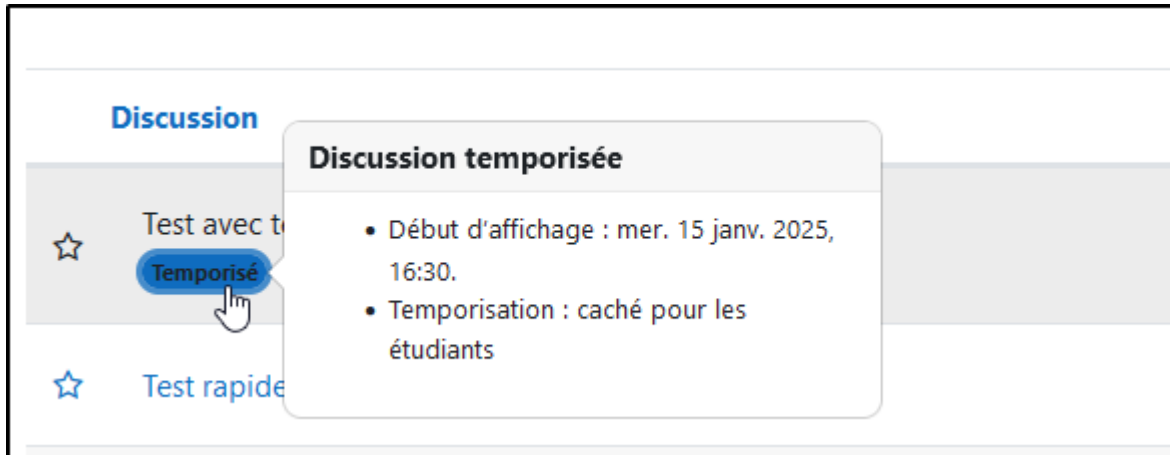 Discussion
Discussion temporisée
Test avec
Temporisé
• Début d'affichage : mer. 15 janv. 2025,
16:30.
• Temporisation : caché pour les
étudiants
Test rapide